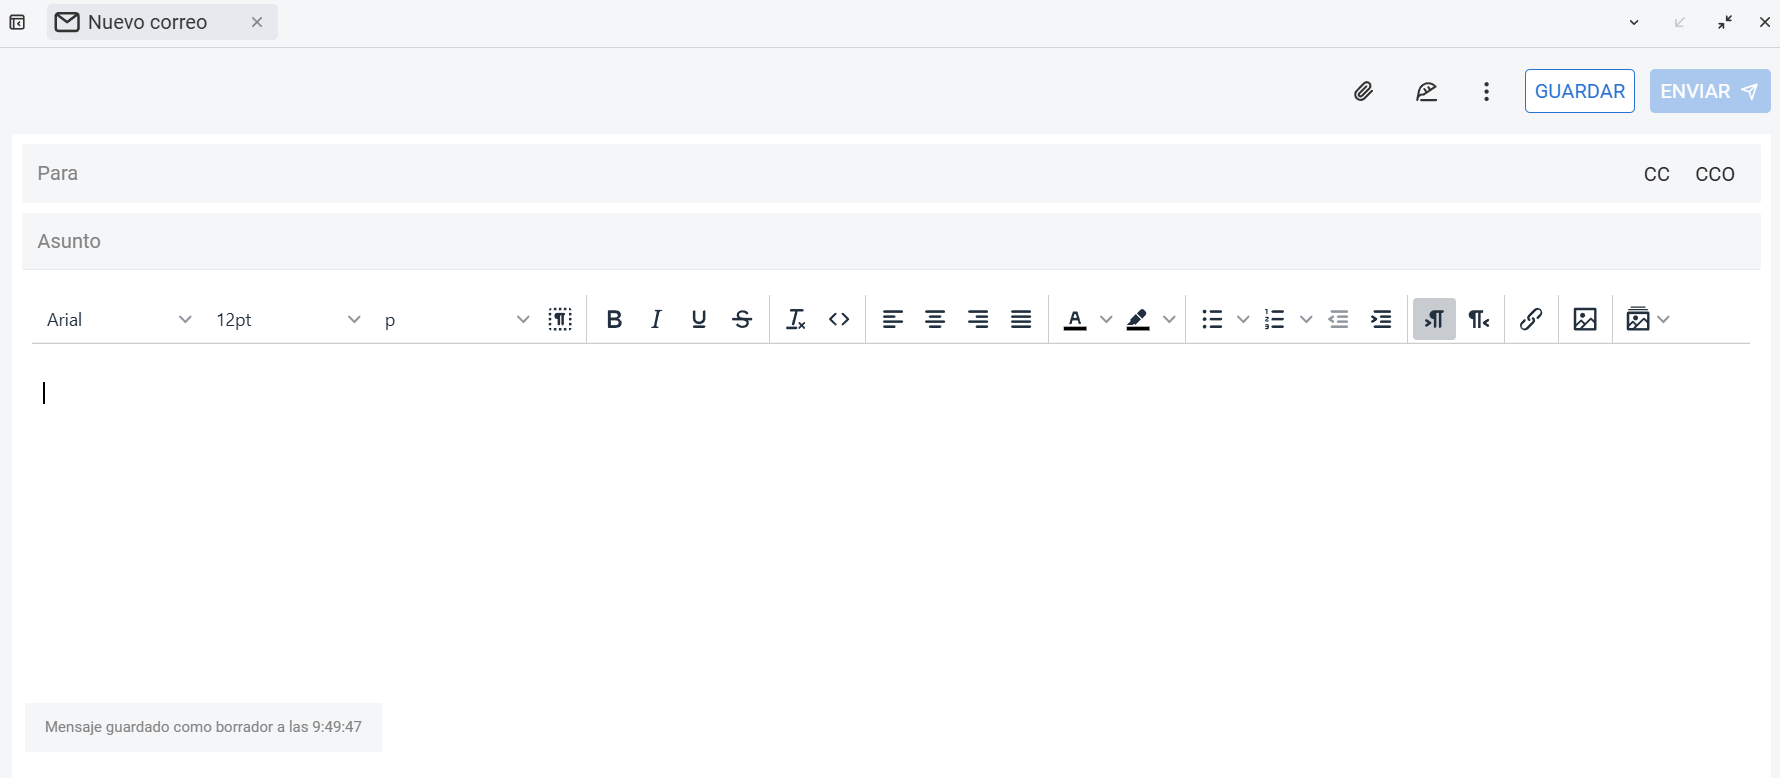 Nuevo correo
GUARDAR ENVIAR
Para CC CCO
Asunto
Arial 12pt p
Mensaje guardado como borrador a las 9:49:47